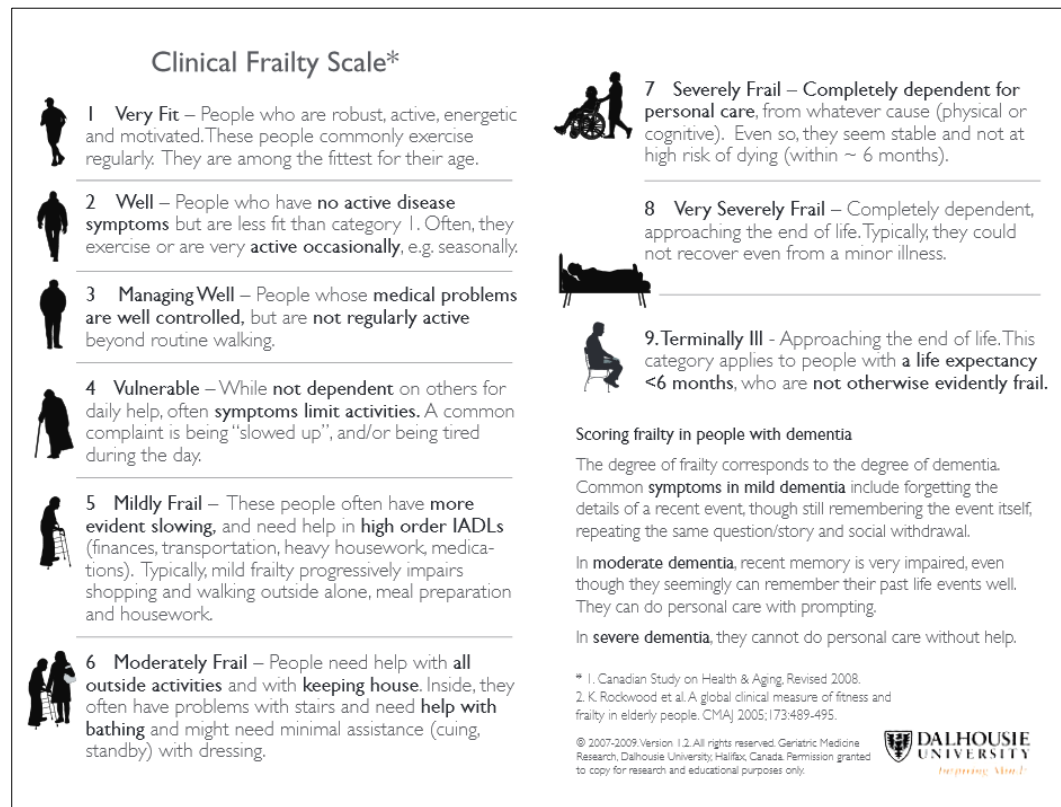 Clinical Frailty Scale*
1 Very Fit – People who are robust, active, energetic
and motivated. These people commonly exercise
regularly. They are among the fittest for their age.
2 Well – People who have no active disease
symptoms but are less fit than category 1. Often, they
exercise or are very active occasionally, e.g. seasonally.
3 Managing Well – People whose medical problems
are well controlled, but are not regularly active
beyond routine walking.
4 Vulnerable – While not dependent on others for
daily help, often symptoms limit activities. A common
complaint is being “slowed up”, and/or being tired
during the day.
5 Mildly Frail – These people often have more
evident slowing, and need help in high order IADLs
(finances, transportation, heavy housework, medica-
tions). Typically, mild frailty progressively impairs
shopping and walking outside alone, meal preparation
and housework.
6 Moderately Frail – People need help with all
outside activities and with keeping house. Inside, they
often have problems with stairs and need help with
bathing and might need minimal assistance (cuing,
standby) with dressing.
7 Severely Frail – Completely dependent for
personal care, from whatever cause (physical or
cognitive). Even so, they seem stable and not at
high risk of dying (within ~ 6 months).
8 Very Severely Frail – Completely dependent,
approaching the end of life. Typically, they could
not recover even from a minor illness.
9. Terminally Ill - Approaching the end of life. This
category applies to people with a life expectancy
<6 months, who are not otherwise evidently frail.
Scoring frailty in people with dementia
The degree of frailty corresponds to the degree of dementia.
Common symptoms in mild dementia include forgetting the
details of a recent event, though still remembering the event itself,
repeating the same question/story and social withdrawal.
In moderate dementia, recent memory is very impaired, even
though they seemingly can remember their past life events well.
They can do personal care with prompting.
In severe dementia, they cannot do personal care without help.
* 1. Canadian Study on Health & Aging, Revised 2008.
2. K. Rockwood et al. A global clinical measure of fitness and
frailty in elderly people. CMAJ 2005;173:489-495.
© 2007-2009. Version 1.2. All rights reserved. Geriatric Medicine
Research, Dalhousie University, Halifax, Canada. Permission granted
to copy for research and educational purposes only.
DALHOUSIE
UNIVERSITY
Inspiring Minds